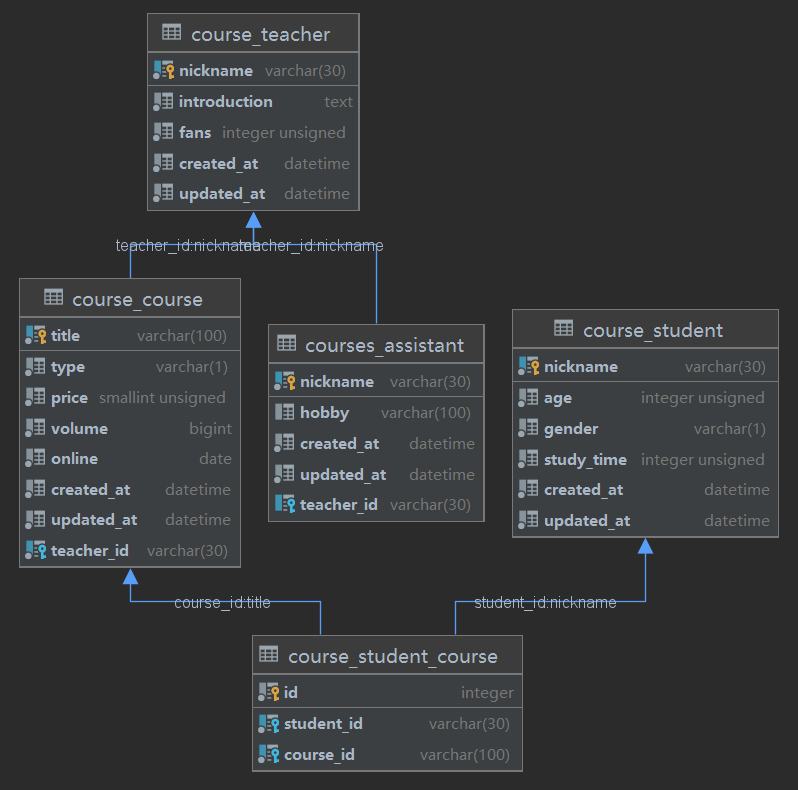 course_teacher
nickname varchar(30)
introduction text
fans integer unsigned
created_at datetime
updated_at datetime
teacher_id:nickname
teacher_id:nickname
course_course
title varchar(100)
type varchar(1)
price smallint unsigned
volume bigint
online date
created_at datetime
updated_at datetime
teacher_id varchar(30)
courses_assistant
nickname varchar(30)
hobby varchar(100)
created_at datetime
updated_at datetime
teacher_id varchar(30)
course_student
nickname varchar(30)
age integer unsigned
gender varchar(1)
study_time integer unsigned
created_at datetime
updated_at datetime
course_id:title
student_id:nickname
course_student_course
id integer
student_id varchar(30)
course_id varchar(100)